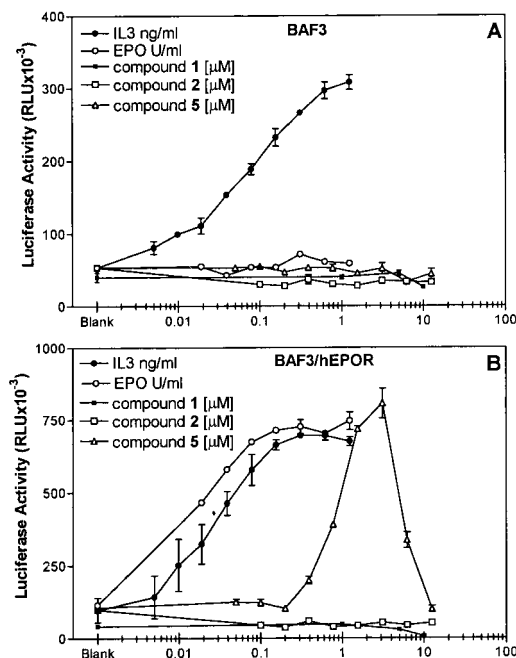 BAF3
A
IL3 ng/ml
EPO U/ml
compound 1 [µM]
compound 2 [µM]
compound 5 [µM]
Luciferase Activity (RLUx10-3)
400
300
200
100
0
Blank 0.01 0.1 1 10 100
BAF3/hEPOR
B
IL3 ng/ml
EPO U/ml
compound 1 [µM]
compound 2 [µM]
compound 5 [µM]
Luciferase Activity (RLUx10-3)
1000
750
500
250
0
Blank 0.01 0.1 1 10 100